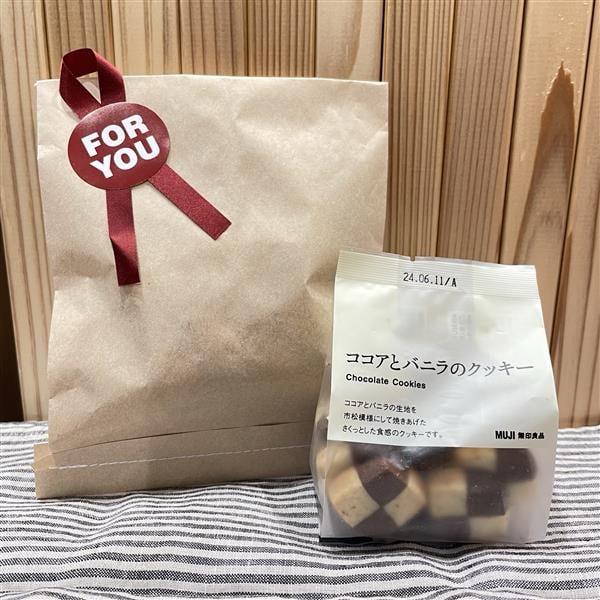 FOR
YOU
24.06.11/A
ココアとバニラのクッキー
Chocolate Cookies
ココアとバニラの生地を
市松模様にして焼きあげた
さくっとした食感のクッキーです。
MUJI 無印良品